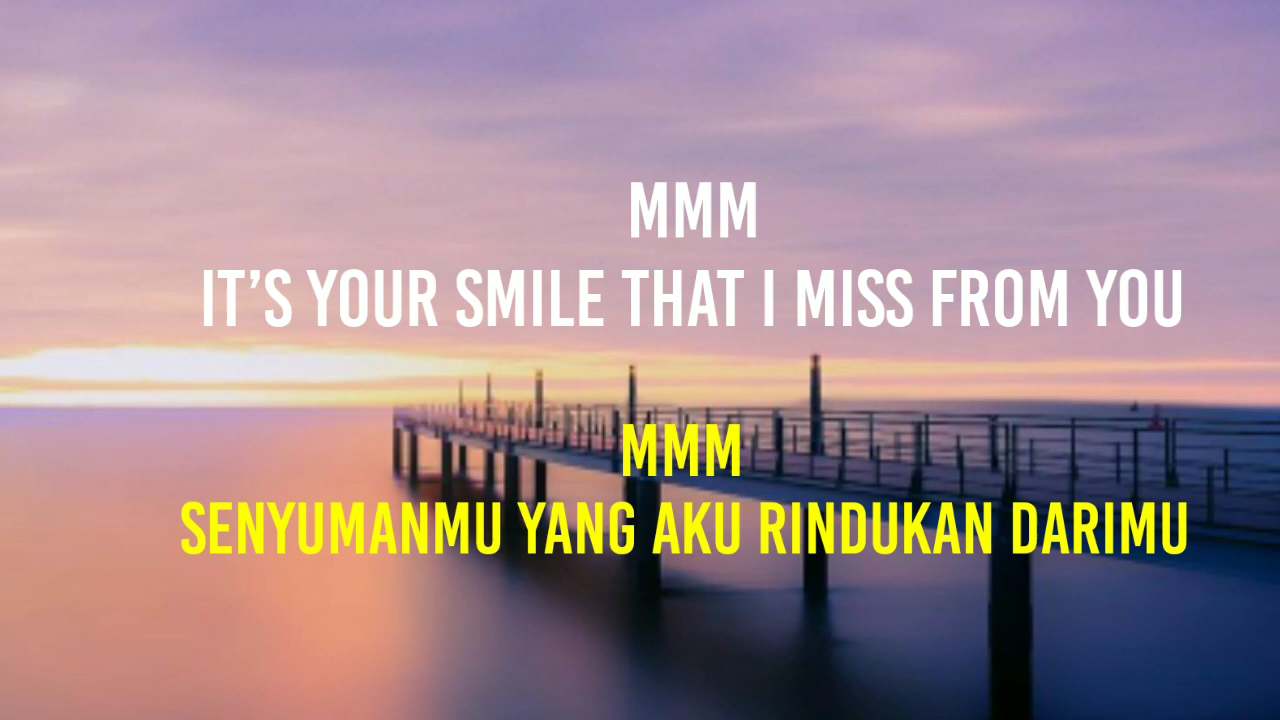 MMM
IT’S YOUR SMILE THAT I MISS FROM YOU
MMM
SENYUMANMU YANG AKU RINDUKAN DARIMU